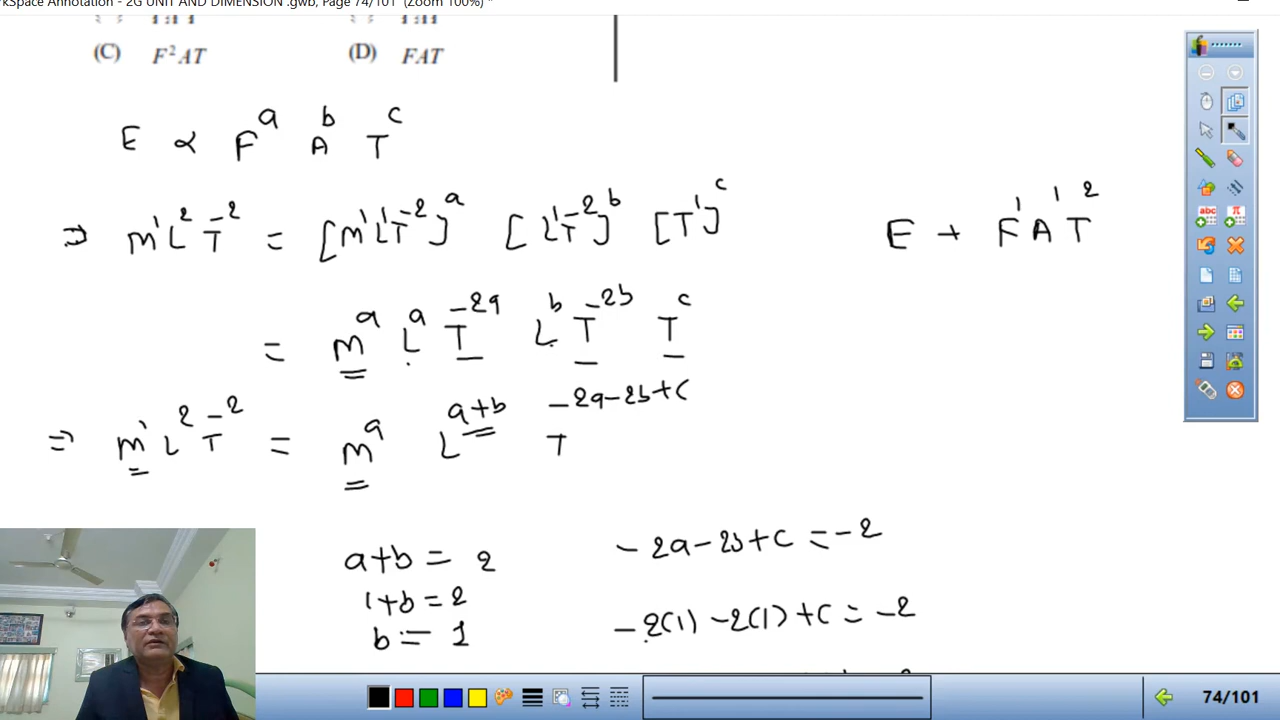 rkSpace Annotation - 2G UNIT AND DIMENSION .gwb, Page 74/101 (Zoom 100%) *
(C) F²AT (D) FAT
E ∝ F^a A^b T^c
⇒ M¹L²T⁻² = [M¹L¹T⁻²]^a [L¹T⁻²]^b [T¹]^c
E → F¹A¹T²
= M^a L^a T^-2a L^b T^-2b T^c
⇒ M¹L²T⁻² = M^a L^a+b T^-2a-2b+c
a+b = 2
1+b = 2
b = 1
-2a-2b+c = -2
-2(1) -2(1) +c = -2
abc
π
74/101